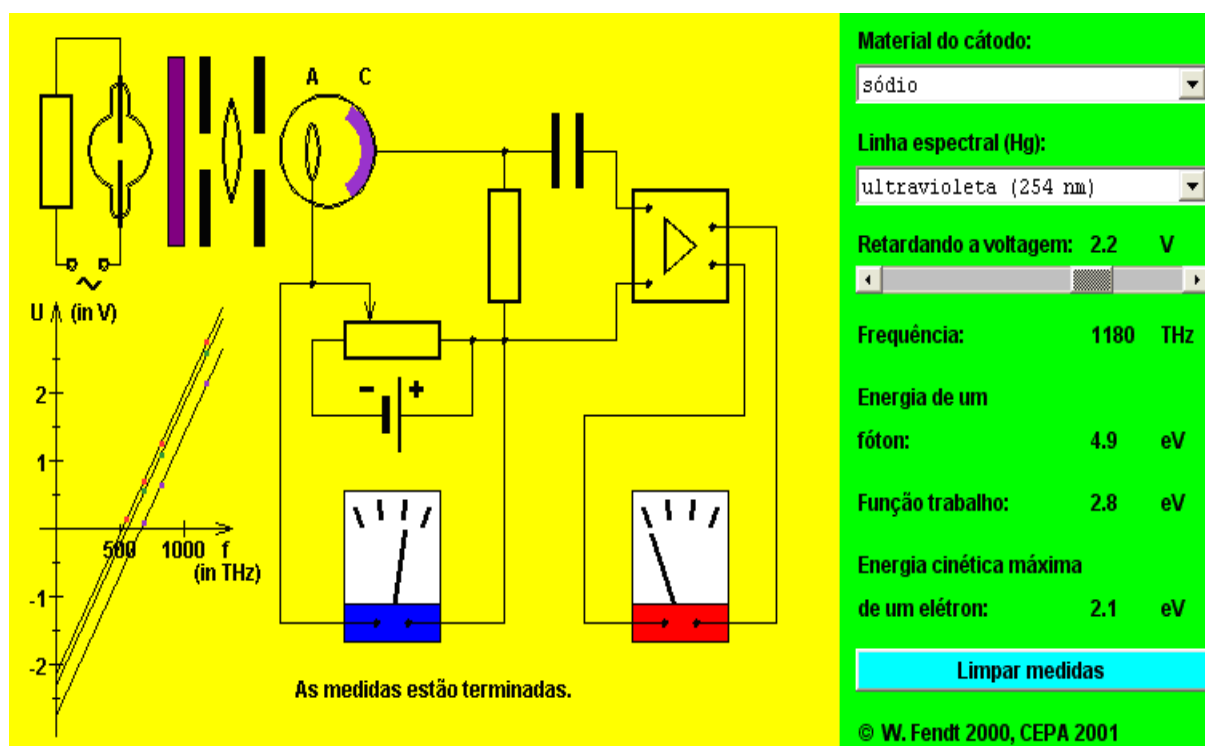 A C
U (in V)
2
1
500 1000 f
(in THz)
-1
-2
- +
As medidas estão terminadas.
Material do cátodo:
sódio
Linha espectral (Hg):
ultravioleta (254 nm)
Retardando a voltagem: 2.2 V
Frequência: 1180 THz
Energia de um
fóton: 4.9 eV
Função trabalho: 2.8 eV
Energia cinética máxima
de um elétron: 2.1 eV
Limpar medidas
© W. Fendt 2000, CEPA 2001